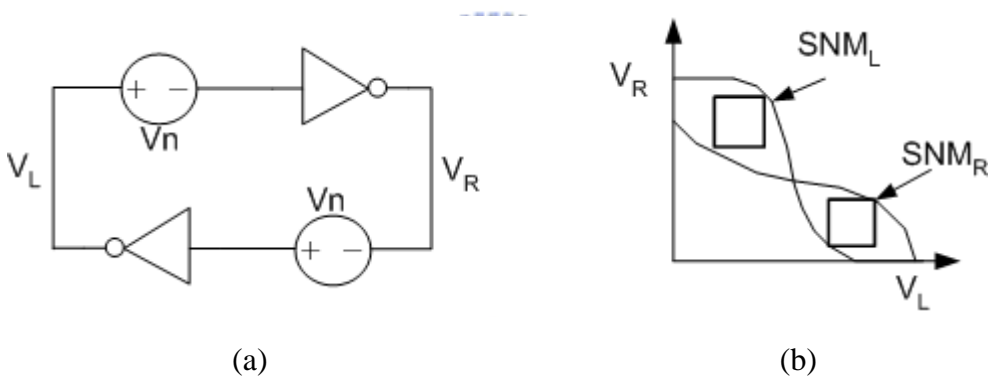 + −
Vn
V_L
V_R
Vn
+ −
(a)
SNM_L
V_R
SNM_R
V_L
(b)